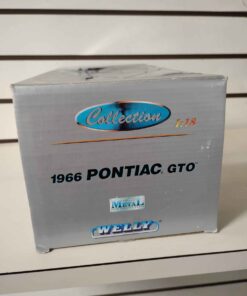 Collection
1:18
1966 PONTIAC GTO
METAL
WELLY